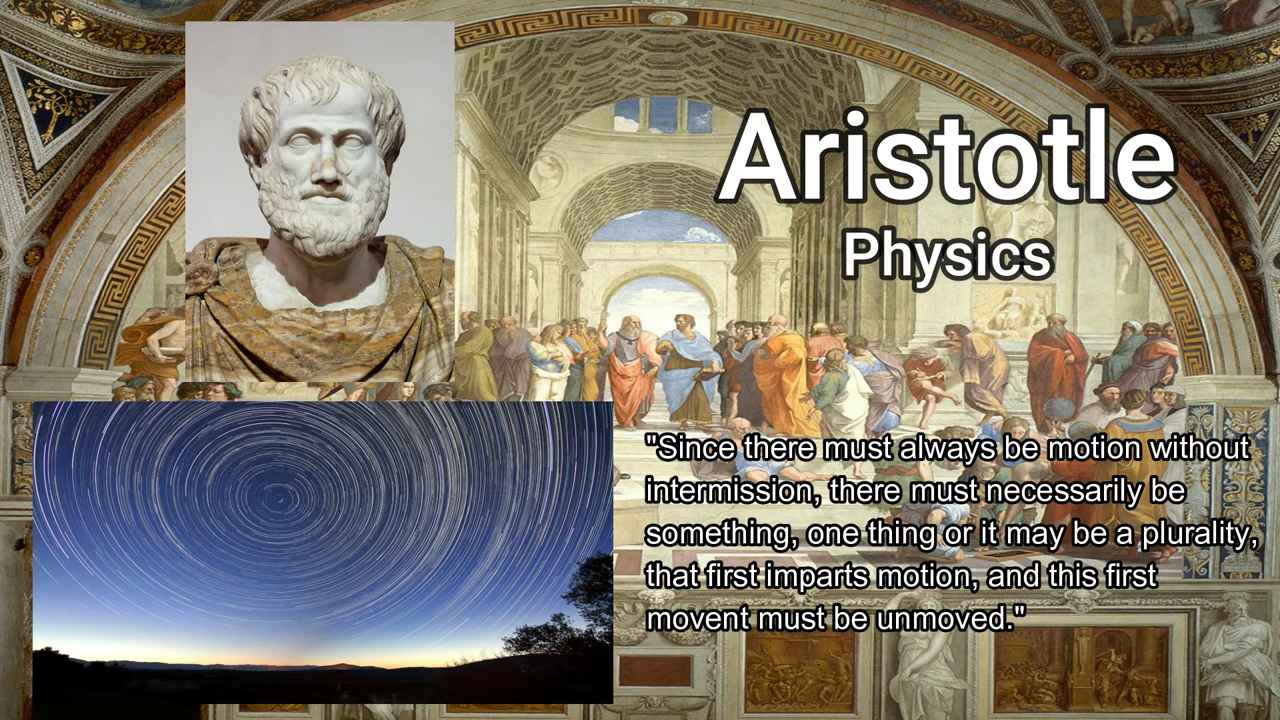 Aristotle
Physics
"Since there must always be motion without
intermission, there must necessarily be
something, one thing or it may be a plurality,
that first imparts motion, and this first
movent must be unmoved."